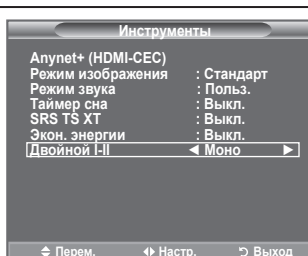 Инструменты
Anynet+ (HDMI-CEC)
Режим изображения : Стандарт
Режим звука : Польз.
Таймер сна : Выкл.
SRS TS XT : Выкл.
Экон. энергии : Выкл.
Двойной I-II ◄ Моно ►
Перем. Настр. Выход